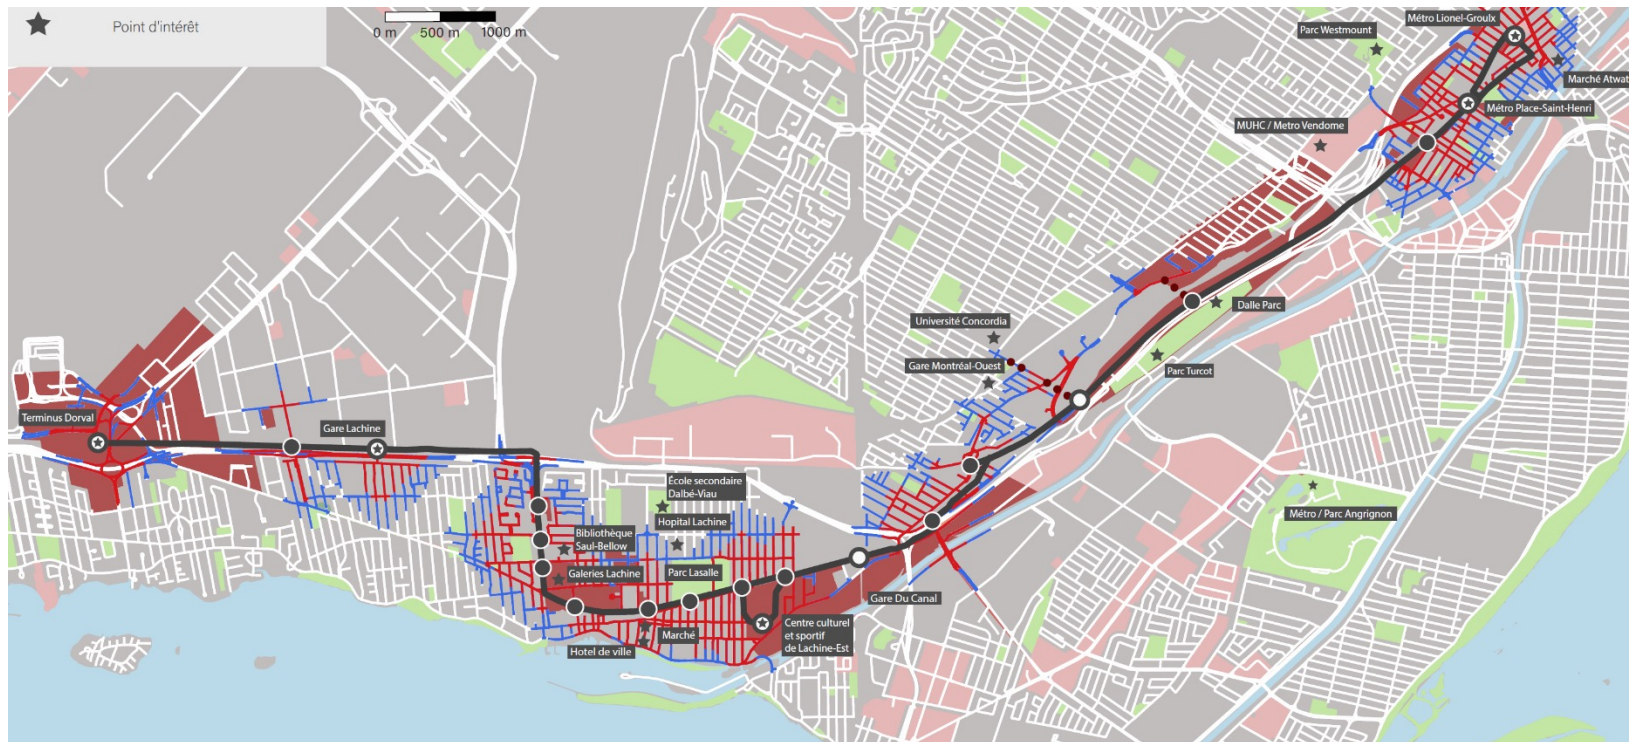 Point d'intérêt
0 m 500 m 1000 m
Métro Lionel-Groulx
Parc Westmount
Marché Atwat
Métro Place-Saint-Henri
MUHC / Metro Vendome
Dalle Parc
Université Concordia
Gare Montréal-Ouest
Parc Turcot
Terminus Dorval
Gare Lachine
École secondaire
Dalbé-Viau
Hopital Lachine
Métro / Parc Angrignon
Bibliothèque
Saul-Bellow
Galeries Lachine
Parc Lasalle
Gare Du Canal
Marché
Hotel de ville
Centre culturel
et sportif
de Lachine-Est